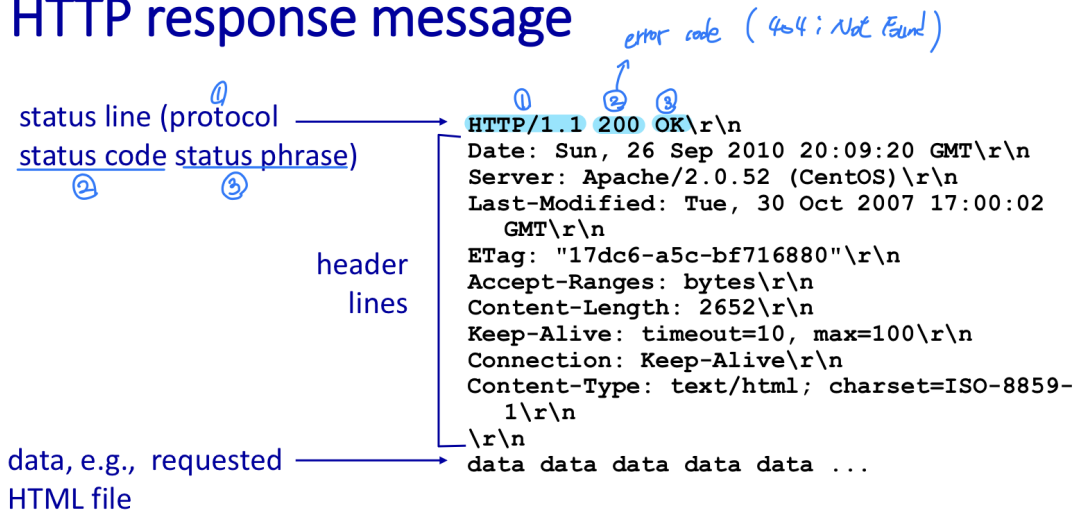 HTTP response message
error code ( 404 ; Not Found )
①
status line (protocol
status code status phrase)
② ③
① ② ③
HTTP/1.1 200 OK\r\n
Date: Sun, 26 Sep 2010 20:09:20 GMT\r\n
Server: Apache/2.0.52 (CentOS)\r\n
Last-Modified: Tue, 30 Oct 2007 17:00:02
GMT\r\n
ETag: "17dc6-a5c-bf716880"\r\n
Accept-Ranges: bytes\r\n
Content-Length: 2652\r\n
Keep-Alive: timeout=10, max=100\r\n
Connection: Keep-Alive\r\n
Content-Type: text/html; charset=ISO-8859-
1\r\n
\r\n
data data data data data ...
header
lines
data, e.g., requested
HTML file